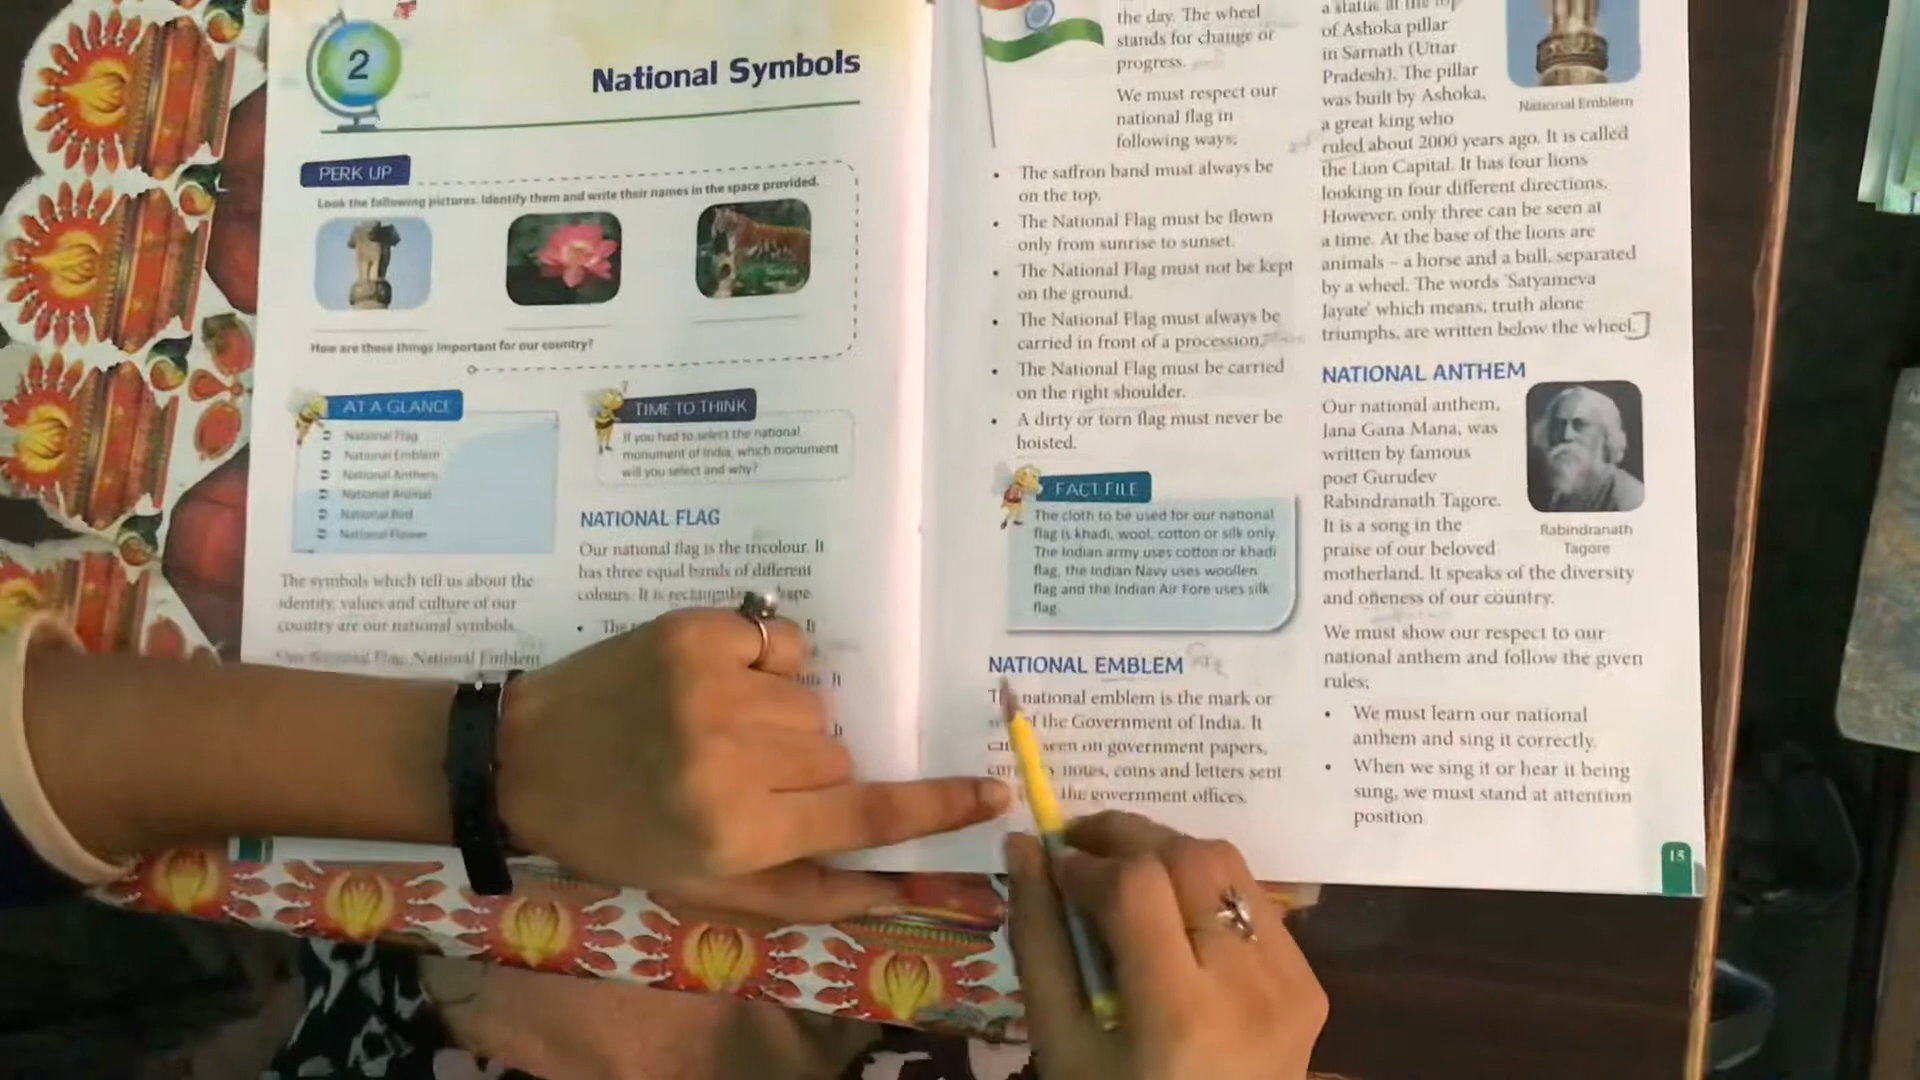 2
National Symbols
PERK UP
Look the following pictures. Identify them and write their names in the space provided.
How are these things important for our country?
AT A GLANCE
National Flag
National Emblem
National Anthem
National Animal
National Bird
National Flower
The symbols which tell us about the
identity, values and culture of our
country are our national symbols.
Our National Flag, National Emblem
TIME TO THINK
If you had to select the national
monument of India, which monument
will you select and why?
NATIONAL FLAG
Our national flag is the tricolour. It
has three equal bands of different
colours. It is
• The
It
It
the day. The wheel
stands for change or
progress.
We must respect our
national flag in
following ways;
• The saffron band must always be
on the top.
• The National Flag must be flown
only from sunrise to sunset.
• The National Flag must not be kept
on the ground.
• The National Flag must always be
carried in front of a procession.
• The National Flag must be carried
on the right shoulder.
• A dirty or torn flag must never be
hoisted.
FACT FILE
The cloth to be used for our national
flag is khadi, wool, cotton or silk only.
The Indian army uses cotton or khadi
flag, the Indian Navy uses woollen
flag and the Indian Air Fore uses silk
flag.
NATIONAL EMBLEM
national emblem is the mark or
of the Government of India. It
seen on government papers,
notes, coins and letters sent
the government offices.
a statue at the top
of Ashoka pillar
in Sarnath (Uttar
Pradesh). The pillar
was built by Ashoka,
a great king who
ruled about 2000 years ago. It is called
the Lion Capital. It has four lions
looking in four different directions.
However, only three can be seen at
a time. At the base of the lions are
animals – a horse and a bull, separated
by a wheel. The words 'Satyameva
Jayate' which means, truth alone
triumphs, are written below the wheel.
National Emblem
NATIONAL ANTHEM
Our national anthem,
Jana Gana Mana, was
written by famous
poet Gurudev
Rabindranath Tagore.
It is a song in the
praise of our beloved
motherland. It speaks of the diversity
and oneness of our country.
Rabindranath
Tagore
We must show our respect to our
national anthem and follow the given
rules;
• We must learn our national
anthem and sing it correctly.
• When we sing it or hear it being
sung, we must stand at attention
position
15